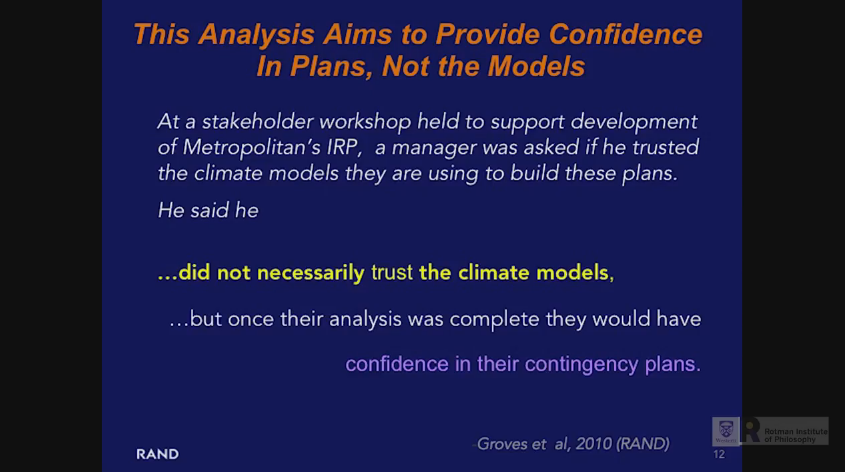 This Analysis Aims to Provide Confidence
In Plans, Not the Models
At a stakeholder workshop held to support development
of Metropolitan's IRP, a manager was asked if he trusted
the climate models they are using to build these plans.
He said he
…did not necessarily trust the climate models,
…but once their analysis was complete they would have
confidence in their contingency plans.
-Groves et al, 2010 (RAND)
RAND
12
Rotman Institute
of Philosophy